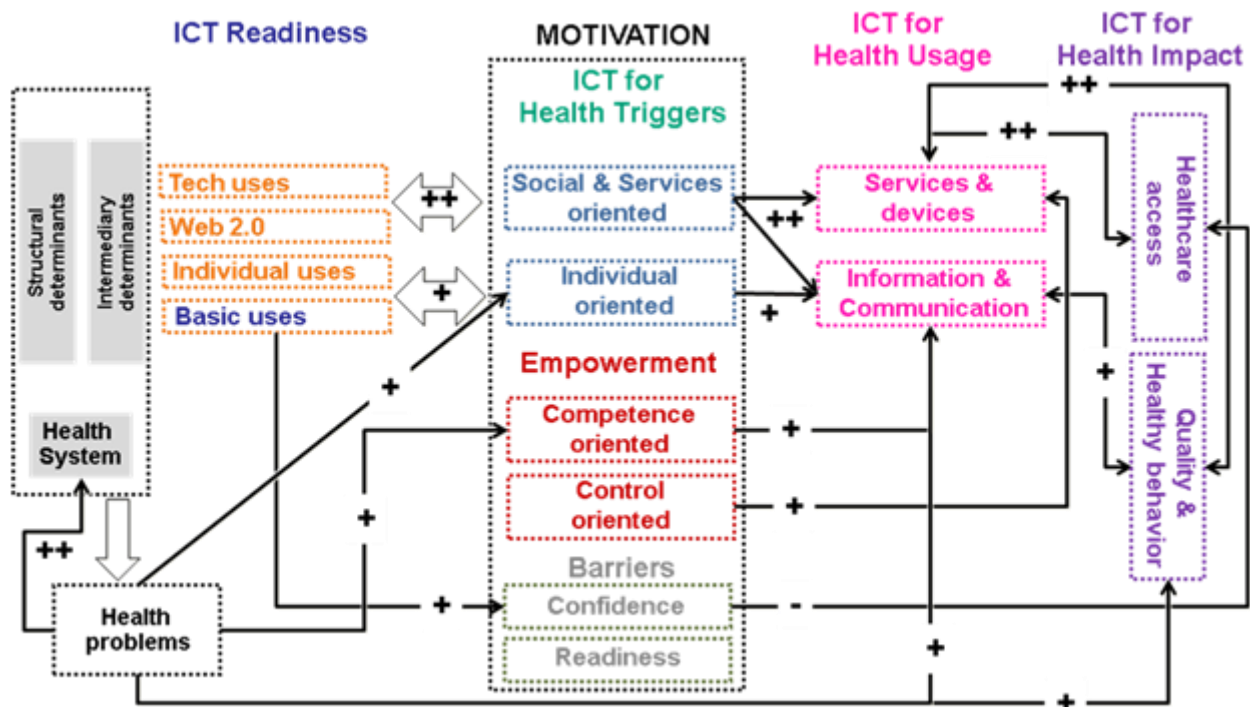 ICT Readiness
MOTIVATION
ICT for
Health Usage
ICT for
Health Impact
ICT for
Health Triggers
Structural
determinants
Intermediary
determinants
Health
System
Tech uses
Web 2.0
Individual uses
Basic uses
++
+
Social & Services
oriented
Individual
oriented
Empowerment
Competence
oriented
Control
oriented
Barriers
Confidence
Readiness
++
+
Services &
devices
Information &
Communication
++
++
Healthcare
access
+
Quality &
Healthy behavior
+
+
+
+
++
Health
problems
+
-
+
+